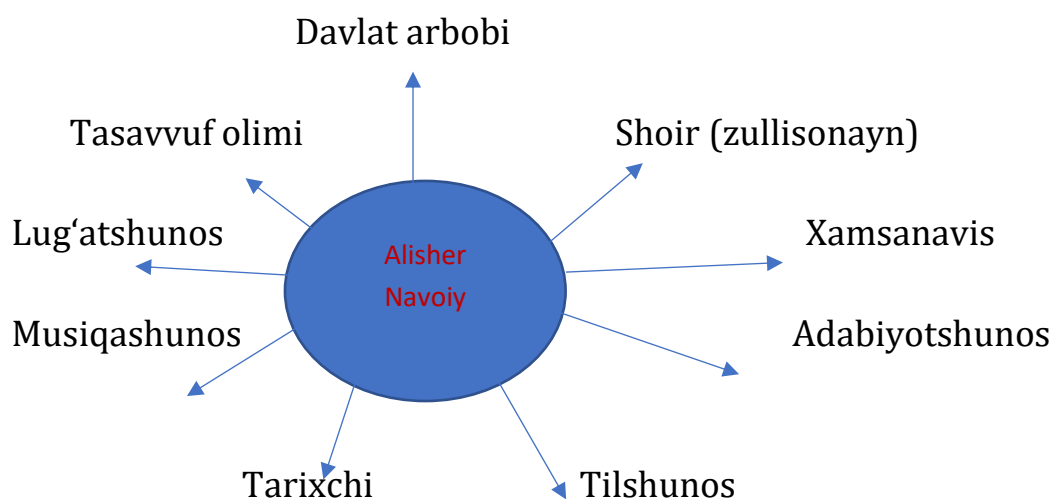 Davlat arbobi
Tasavvuf olimi
Shoir (zullisonayn)
Lug‘atshunos
Xamsanavis
Alisher
Navoiy
Musiqashunos
Adabiyotshunos
Tarixchi
Tilshunos